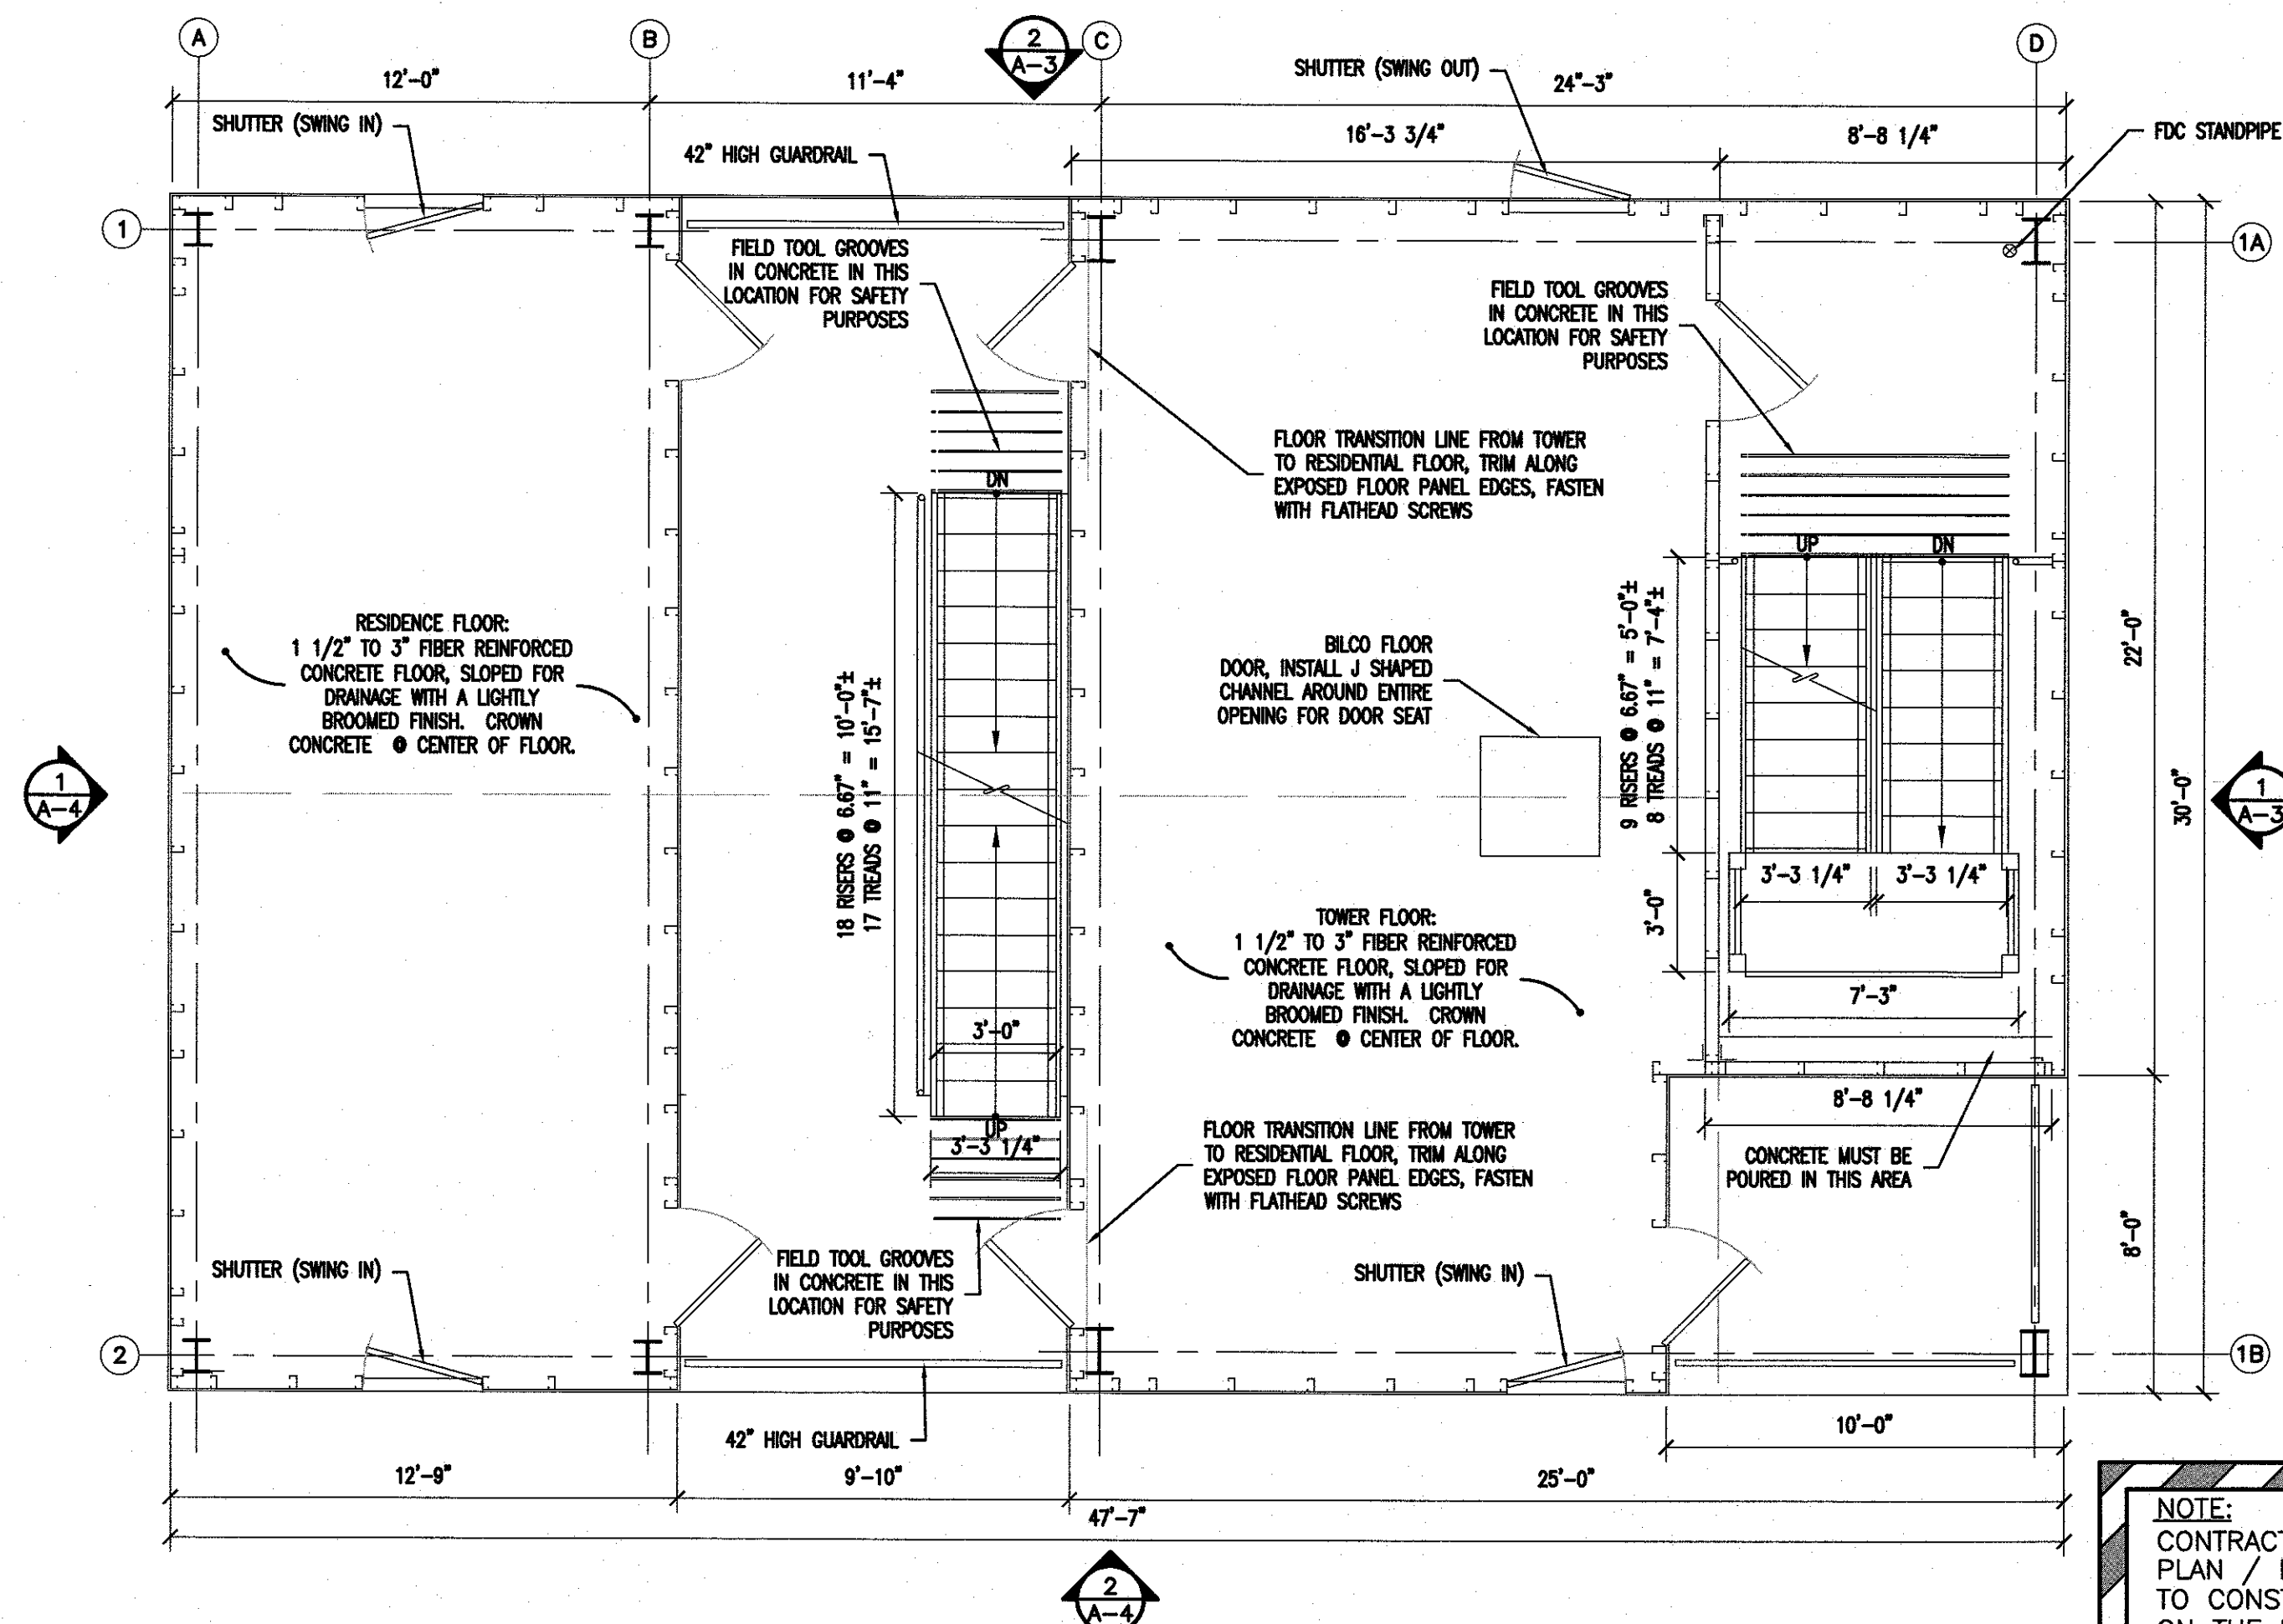 A
B
2
A-3
C
D
12'-0"
11'-4"
SHUTTER (SWING OUT)
24"-3"
SHUTTER (SWING IN)
16'-3 3/4"
8'-8 1/4"
FDC STANDPIPE
42" HIGH GUARDRAIL
1
1A
FIELD TOOL GROOVES
IN CONCRETE IN THIS
LOCATION FOR SAFETY
PURPOSES
FIELD TOOL GROOVES
IN CONCRETE IN THIS
LOCATION FOR SAFETY
PURPOSES
FLOOR TRANSITION LINE FROM TOWER
TO RESIDENTIAL FLOOR, TRIM ALONG
EXPOSED FLOOR PANEL EDGES, FASTEN
WITH FLATHEAD SCREWS
DN
UP
DN
RESIDENCE FLOOR:
1 1/2" TO 3" FIBER REINFORCED
CONCRETE FLOOR, SLOPED FOR
DRAINAGE WITH A LIGHTLY
BROOMED FINISH. CROWN
CONCRETE @ CENTER OF FLOOR.
18 RISERS @ 6.67" = 10'-0"±
17 TREADS @ 11" = 15'-7"±
BILCO FLOOR
DOOR, INSTALL J SHAPED
CHANNEL AROUND ENTIRE
OPENING FOR DOOR SEAT
9 RISERS @ 6.67" = 5'-0"±
8 TREADS @ 11" = 7'-4"±
22'-0"
30'-0"
1
A-4
1
A-3
3'-3 1/4"
3'-3 1/4"
3'-0"
TOWER FLOOR:
1 1/2" TO 3" FIBER REINFORCED
CONCRETE FLOOR, SLOPED FOR
DRAINAGE WITH A LIGHTLY
BROOMED FINISH. CROWN
CONCRETE @ CENTER OF FLOOR.
7'-3"
3'-0"
UP
3'-3 1/4"
8'-8 1/4"
FLOOR TRANSITION LINE FROM TOWER
TO RESIDENTIAL FLOOR, TRIM ALONG
EXPOSED FLOOR PANEL EDGES, FASTEN
WITH FLATHEAD SCREWS
CONCRETE MUST BE
POURED IN THIS AREA
8'-0"
SHUTTER (SWING IN)
FIELD TOOL GROOVES
IN CONCRETE IN THIS
LOCATION FOR SAFETY
PURPOSES
SHUTTER (SWING IN)
2
1B
42" HIGH GUARDRAIL
10'-0"
12'-9"
9'-10"
25'-0"
47'-7"
2
A-4
NOTE:
PLAN /
TO